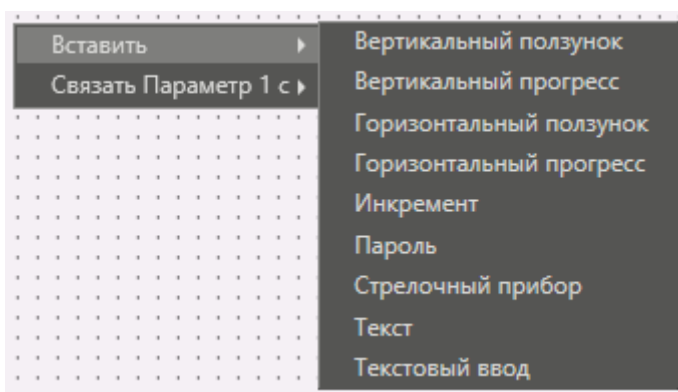 Вставить
Связать Параметр 1 с
Вертикальный ползунок
Вертикальный прогресс
Горизонтальный ползунок
Горизонтальный прогресс
Инкремент
Пароль
Стрелочный прибор
Текст
Текстовый ввод